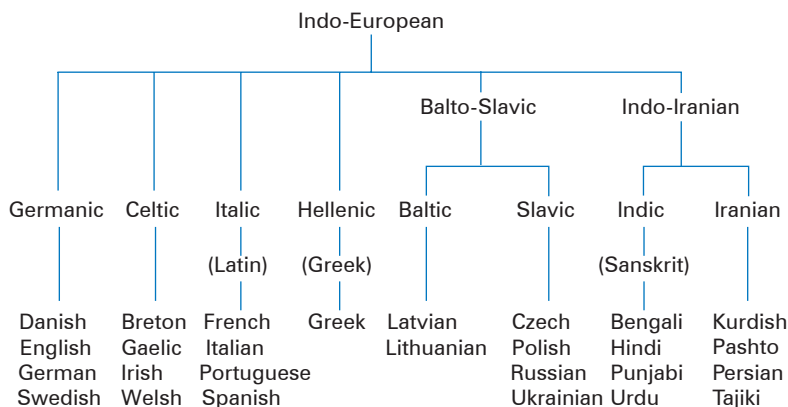 Indo-European
Balto-Slavic Indo-Iranian
Germanic Celtic Italic Hellenic Baltic Slavic Indic Iranian
(Latin) (Greek) (Sanskrit)
Danish Breton French Greek Latvian Czech Bengali Kurdish
English Gaelic Italian Lithuanian Polish Hindi Pashto
German Irish Portuguese Russian Punjabi Persian
Swedish Welsh Spanish Ukrainian Urdu Tajiki